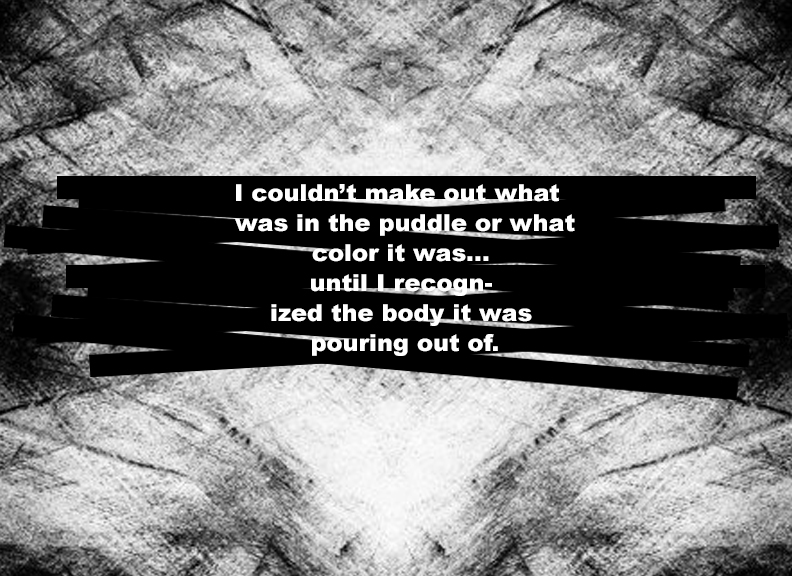 I couldn’t make out what
was in the puddle or what
color it was...
until I recogn-
ized the body it was
pouring out of.